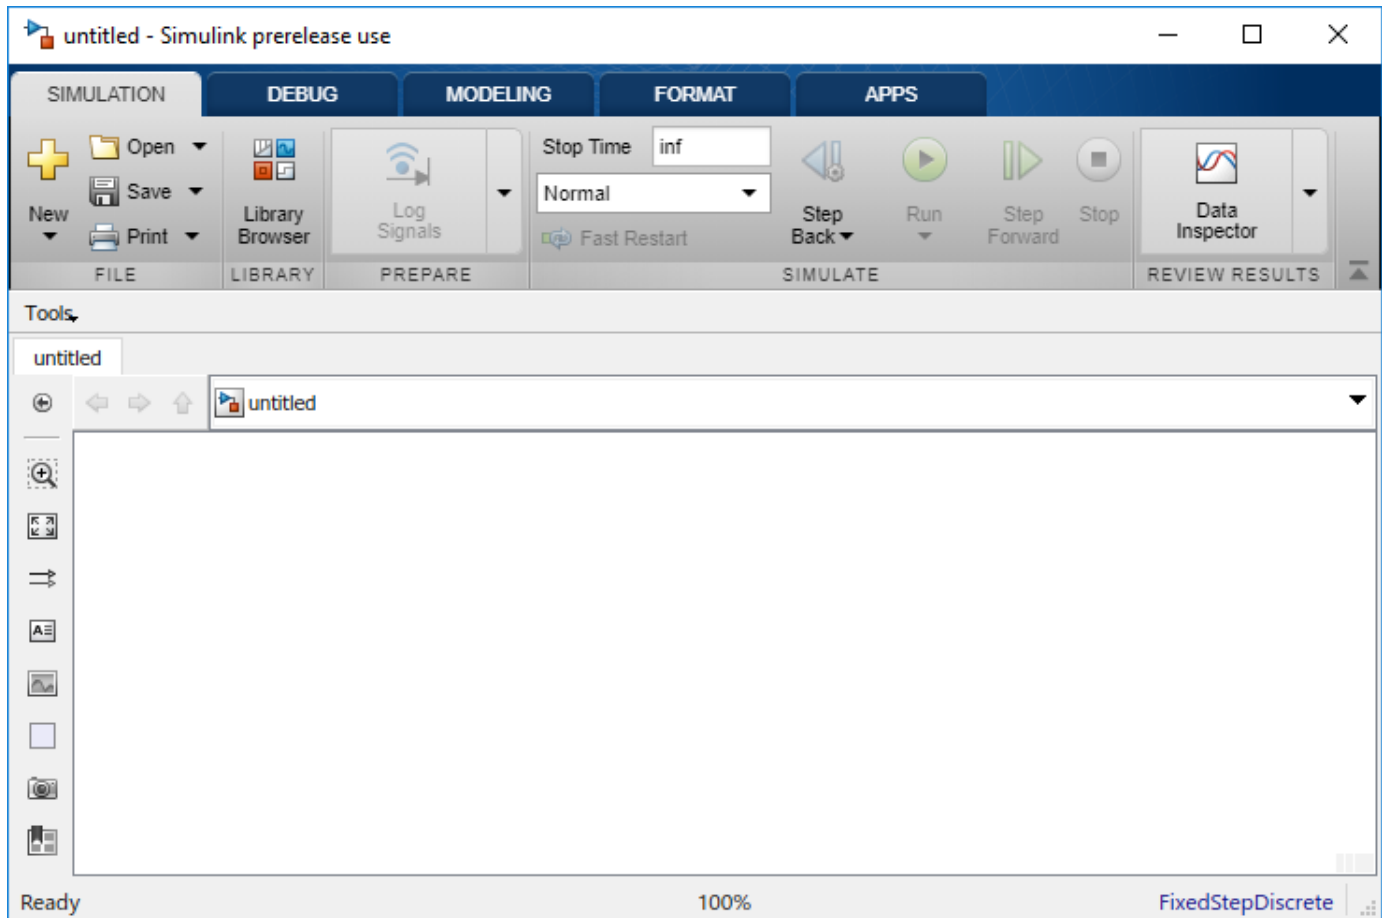 untitled - Simulink prerelease use
SIMULATION DEBUG MODELING FORMAT APPS
New
Open
Save
Print
FILE
Library
Browser
LIBRARY
Log
Signals
PREPARE
Stop Time inf
Normal
Fast Restart
Step
Back
Run
Step
Forward
Stop
SIMULATE
Data
Inspector
REVIEW RESULTS
Tools
untitled
untitled
Ready 100% FixedStepDiscrete